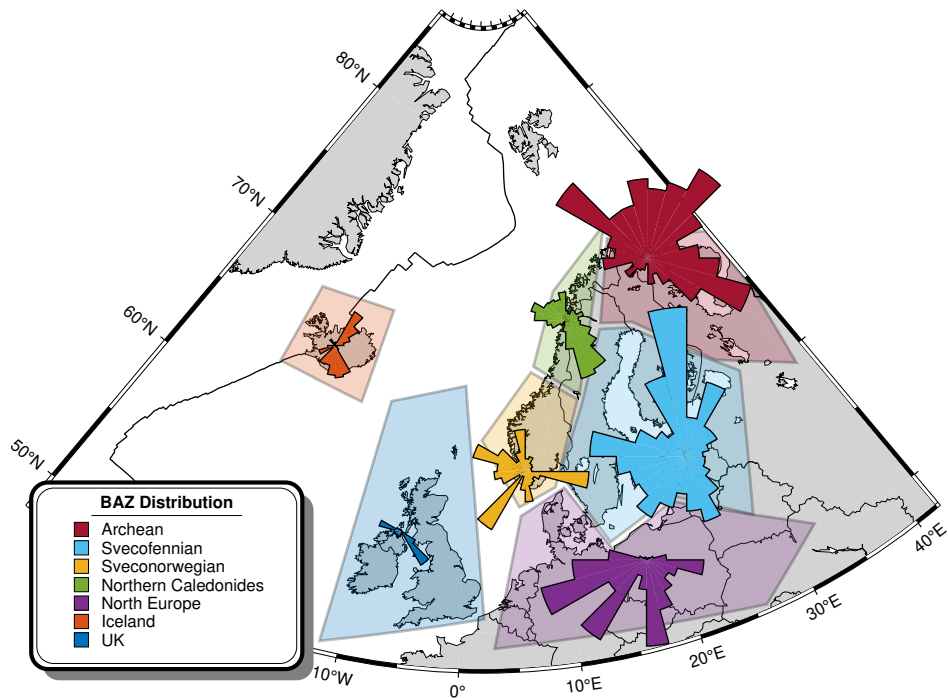 80°N
70°N
60°N
50°N
BAZ Distribution
Archean
Svecofennian
Sveconorwegian
Northern Caledonides
North Europe
Iceland
UK
10°W
0°
10°E
20°E
30°E
40°E